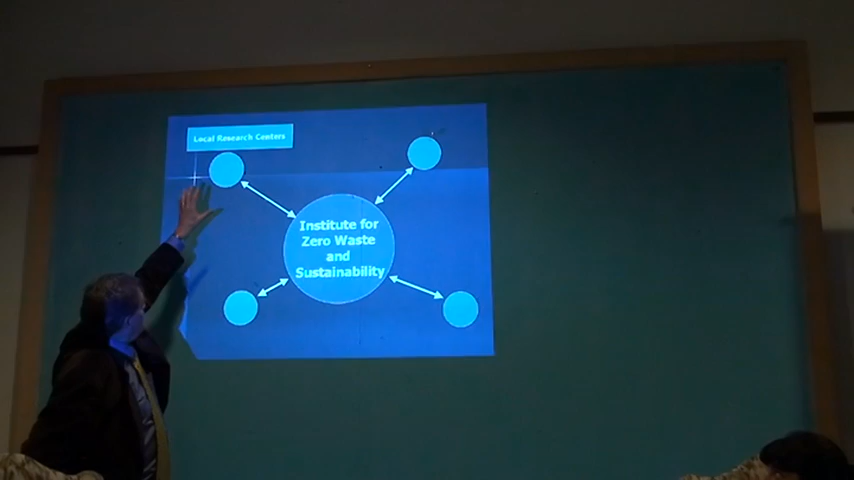 Local Research Centers
Institute for
Zero Waste
and
Sustainability